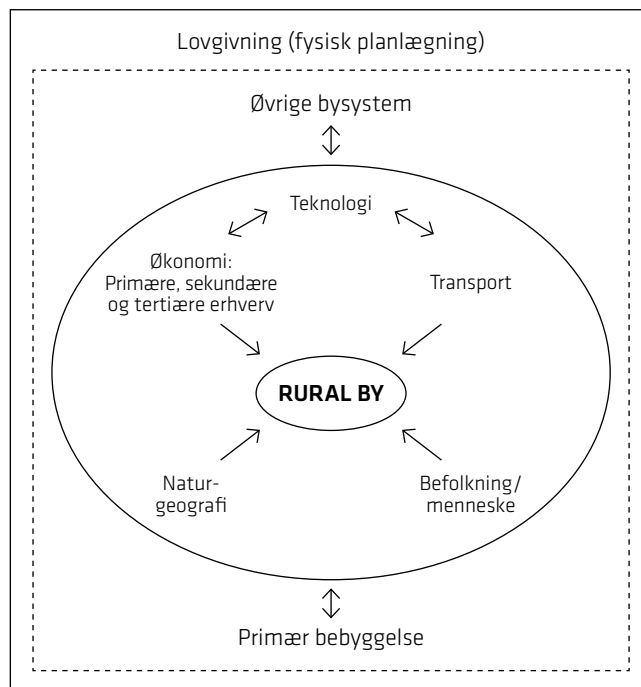 Lovgivning (fysisk planlægning)
Øvrige bysystem
Teknologi
Økonomi:
Primære, sekundære
og tertiære erhverv
Transport
RURAL BY
Natur-
geografi
Befolkning/
menneske
Primær bebyggelse